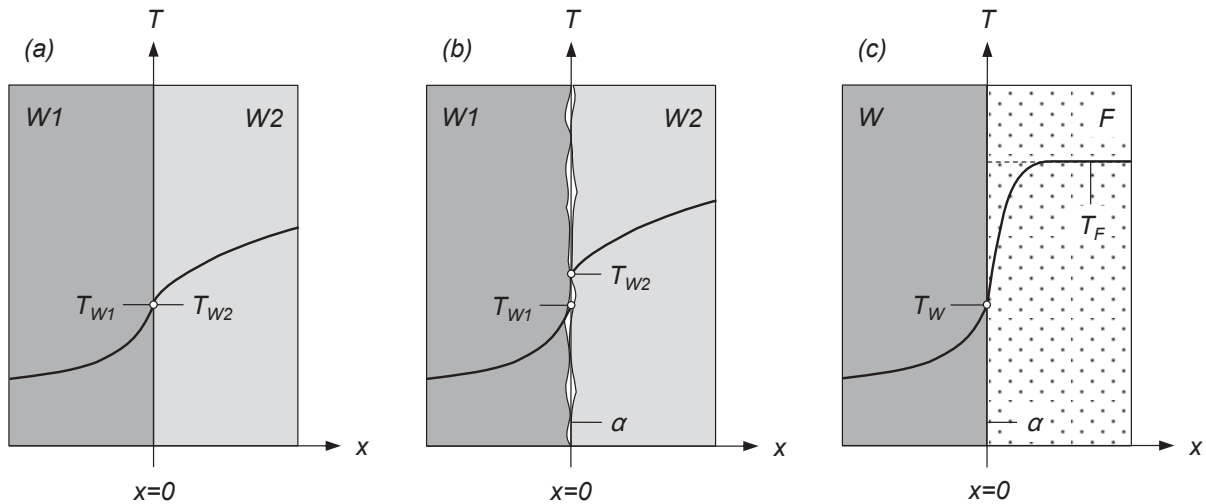 T T T
(a) (b) (c)
W1 W2 W1 W2 W F
T_F
T_W2
T_W1 T_W2 T_W1 T_W
α α
x x x
x=0 x=0 x=0